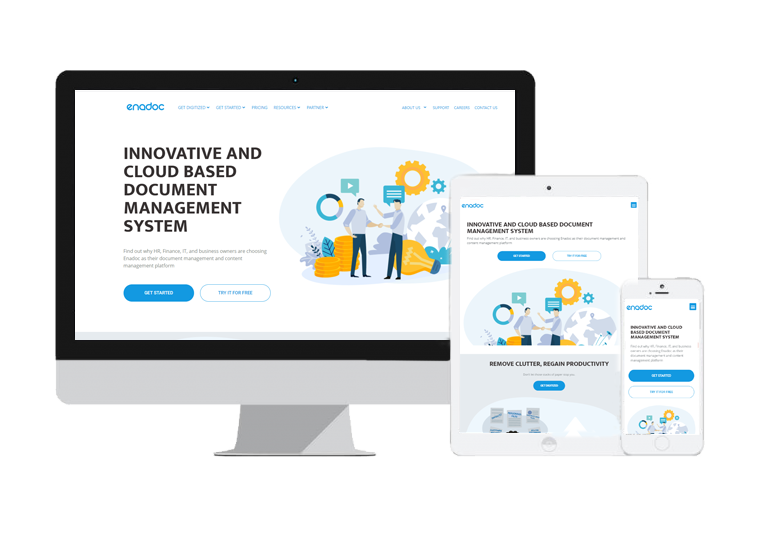 enadoc
GET DIGITIZED GET STARTED PRICING RESOURCES PARTNER ABOUT US SUPPORT CAREERS CONTACT US
INNOVATIVE AND
CLOUD BASED
DOCUMENT
MANAGEMENT
SYSTEM
Find out why HR, Finance, IT, and business owners are choosing
Enadoc as their document management and content
management platform
GET STARTED TRY IT FOR FREE
enadoc
INNOVATIVE AND CLOUD BASED DOCUMENT
MANAGEMENT SYSTEM
Find out why HR, Finance, IT, and business owners are choosing Enadoc as their document management and
content management platform
GET STARTED TRY IT FOR FREE
REMOVE CLUTTER, REGAIN PRODUCTIVITY
enadoc
INNOVATIVE AND CLOUD
BASED DOCUMENT
MANAGEMENT SYSTEM
Find out why HR, Finance, IT, and business
owners are choosing Enadoc as their
document management and content
management platform
GET STARTED
TRY IT FOR FREE